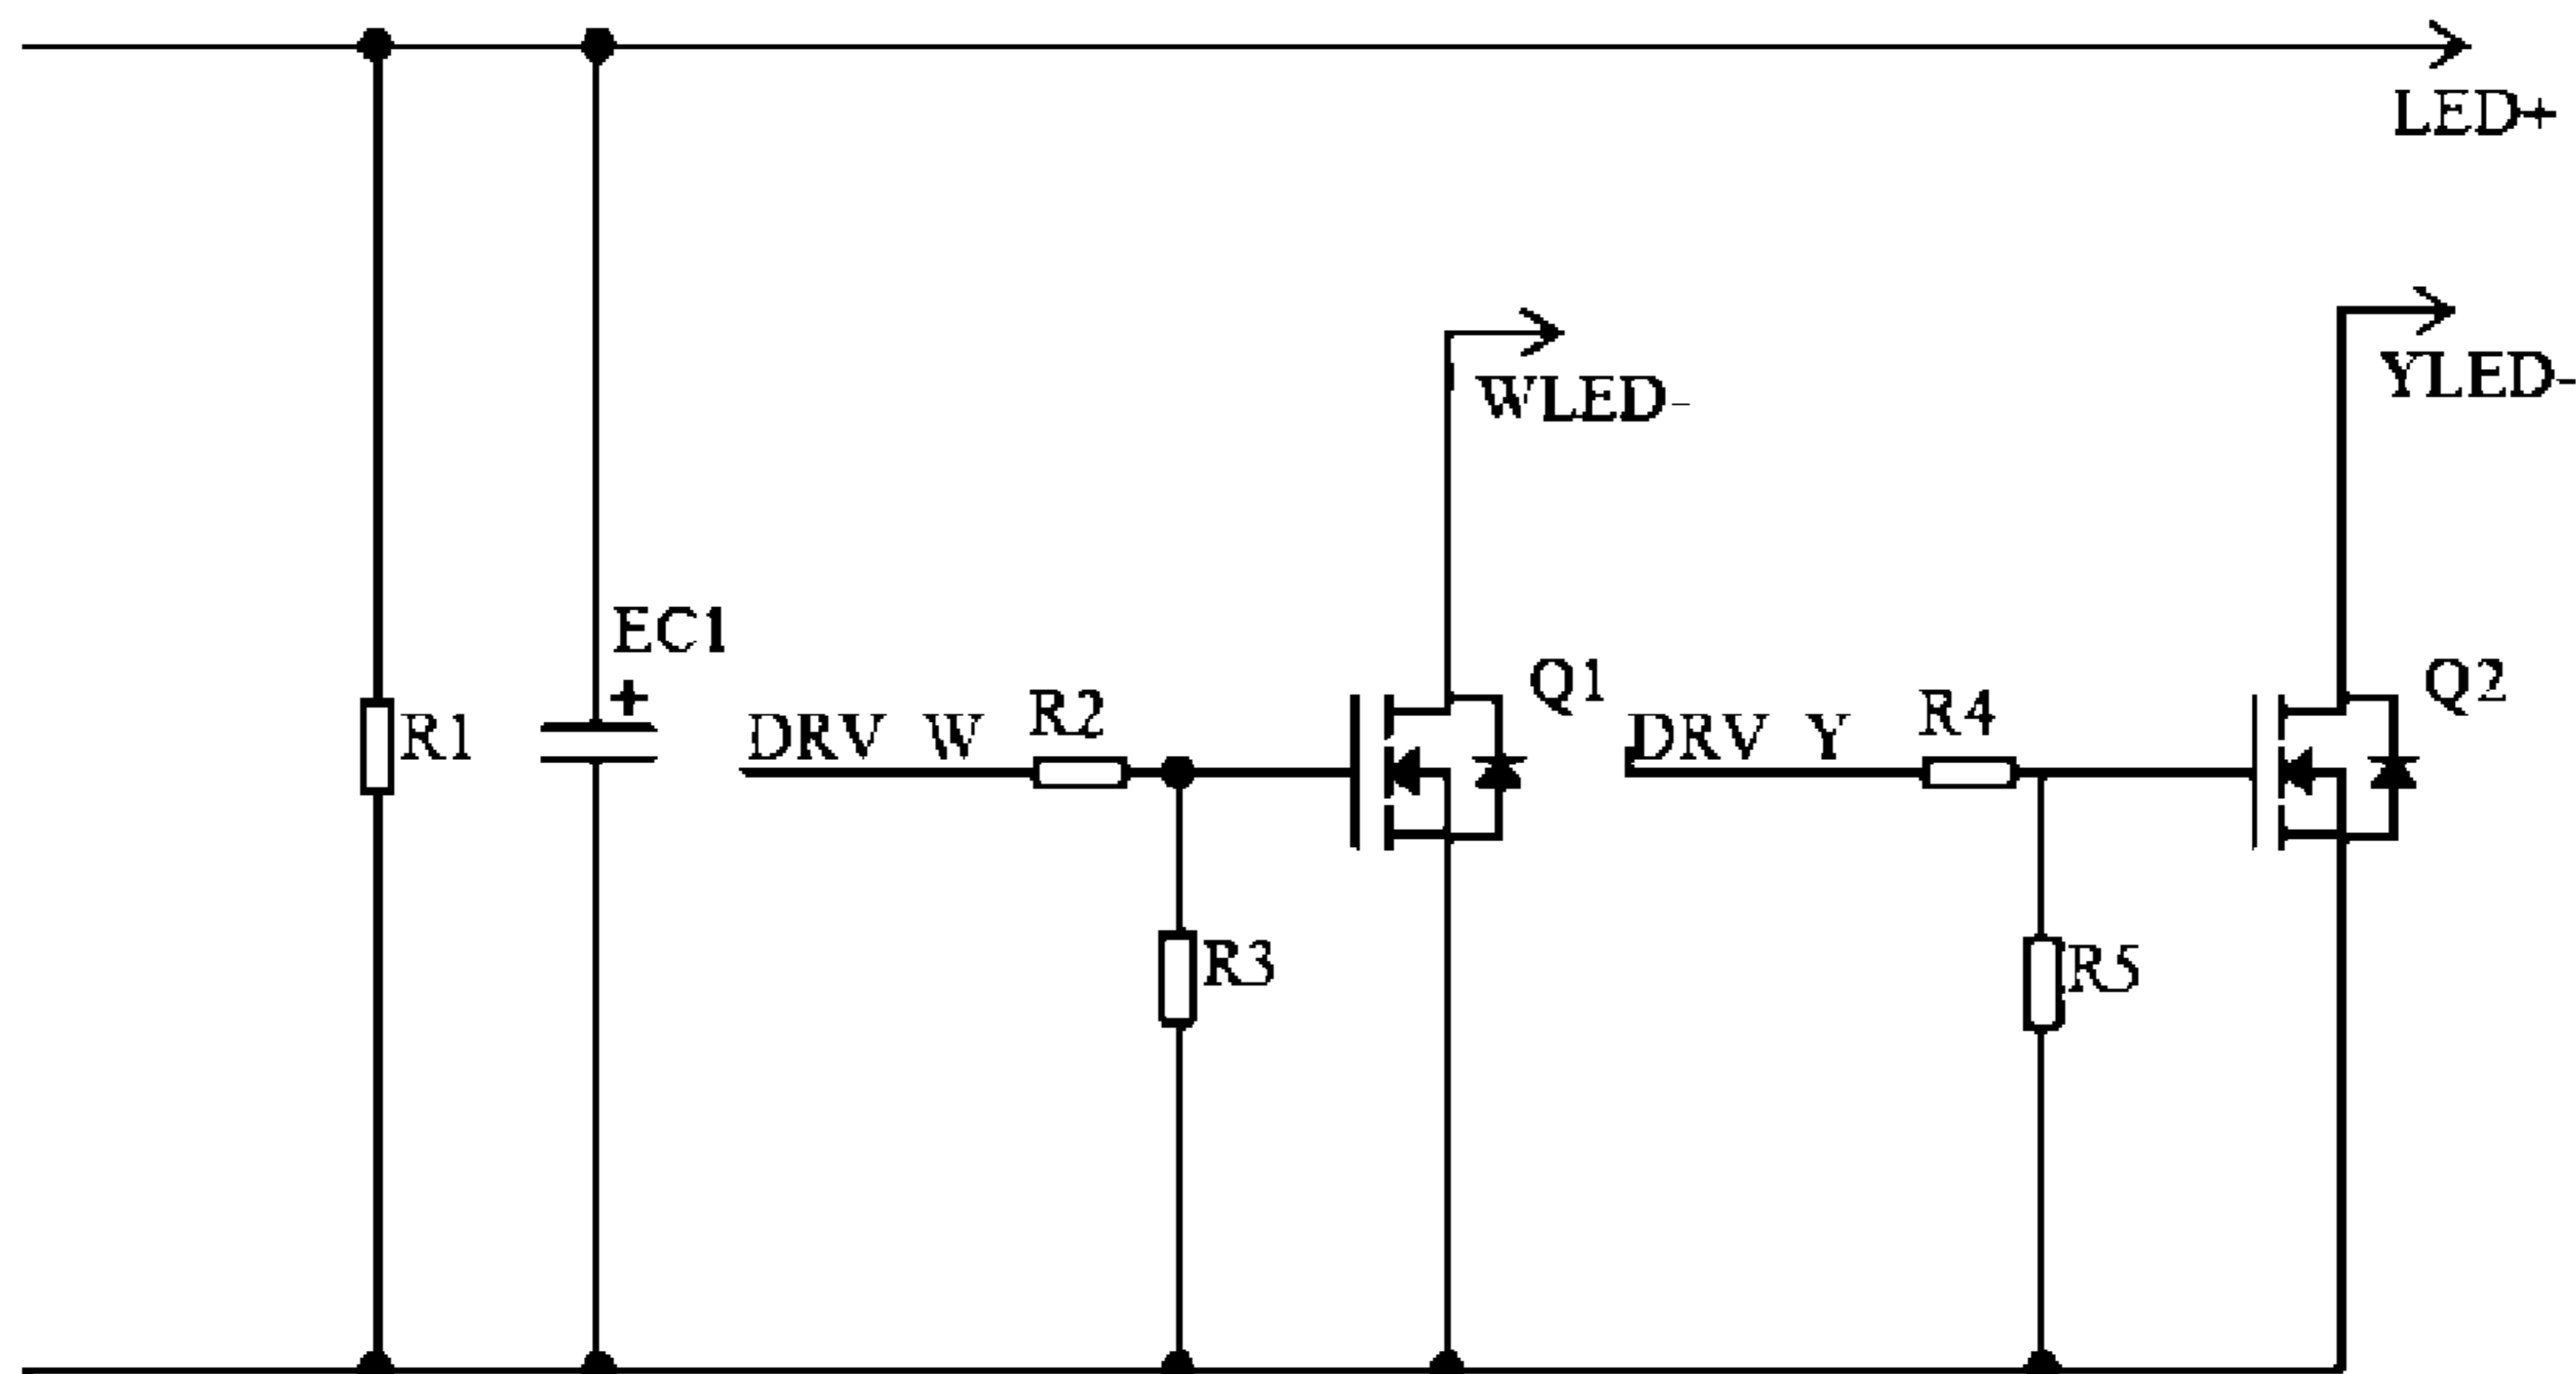 LED+
WLED-
YLED-
EC1
+
R1
DRV W
R2
Q1
DRV Y
R4
Q2
R3
R5